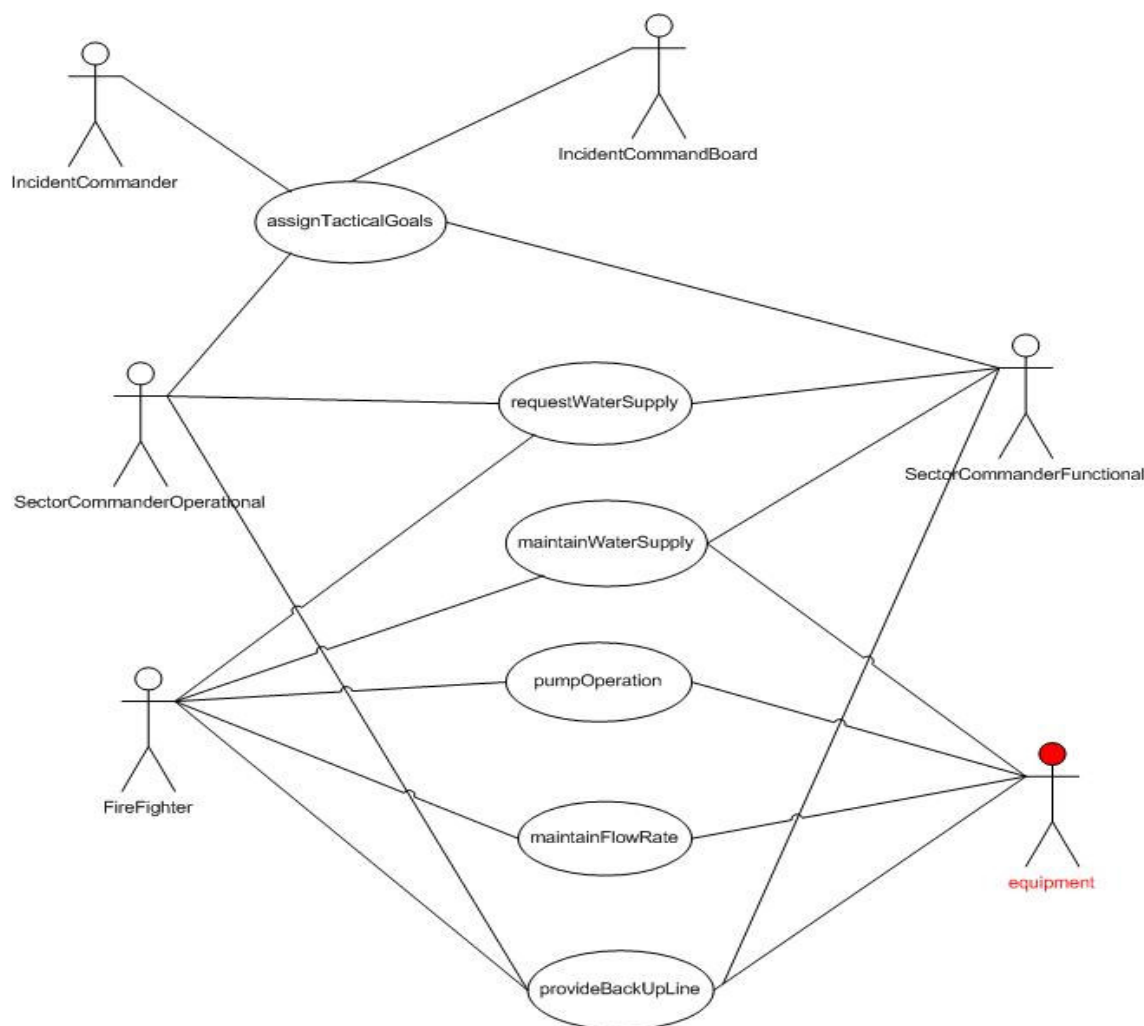 IncidentCommander
IncidentCommandBoard
assignTacticalGoals
requestWaterSupply
SectorCommanderOperational
SectorCommanderFunctional
maintainWaterSupply
pumpOperation
FireFighter
maintainFlowRate
equipment
provideBackUpLine